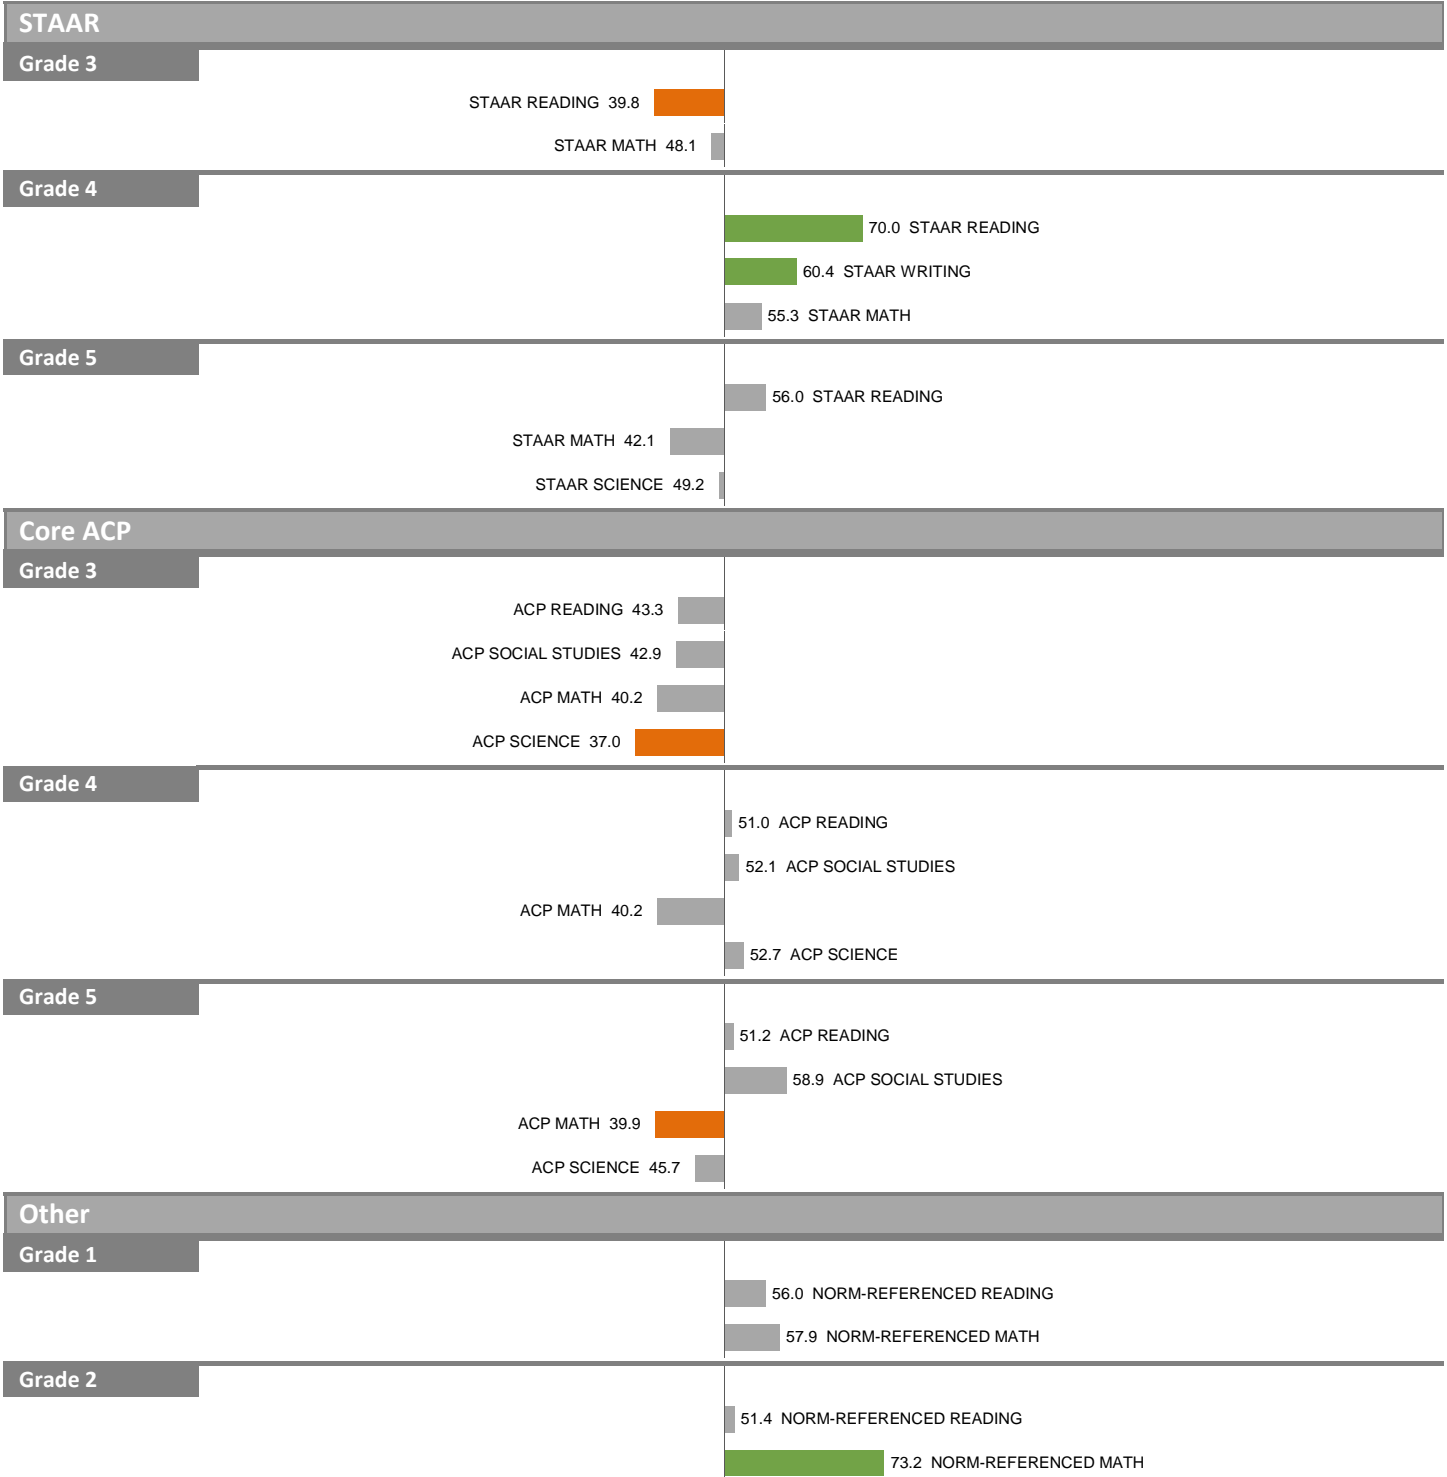 STAAR
Grade 3
STAAR READING 39.8
STAAR MATH 48.1
Grade 4
70.0 STAAR READING
60.4 STAAR WRITING
55.3 STAAR MATH
Grade 5
56.0 STAAR READING
STAAR MATH 42.1
STAAR SCIENCE 49.2
Core ACP
Grade 3
ACP READING 43.3
ACP SOCIAL STUDIES 42.9
ACP MATH 40.2
ACP SCIENCE 37.0
Grade 4
51.0 ACP READING
52.1 ACP SOCIAL STUDIES
ACP MATH 40.2
52.7 ACP SCIENCE
Grade 5
51.2 ACP READING
58.9 ACP SOCIAL STUDIES
ACP MATH 39.9
ACP SCIENCE 45.7
Other
Grade 1
56.0 NORM-REFERENCED READING
57.9 NORM-REFERENCED MATH
Grade 2
51.4 NORM-REFERENCED READING
73.2 NORM-REFERENCED MATH